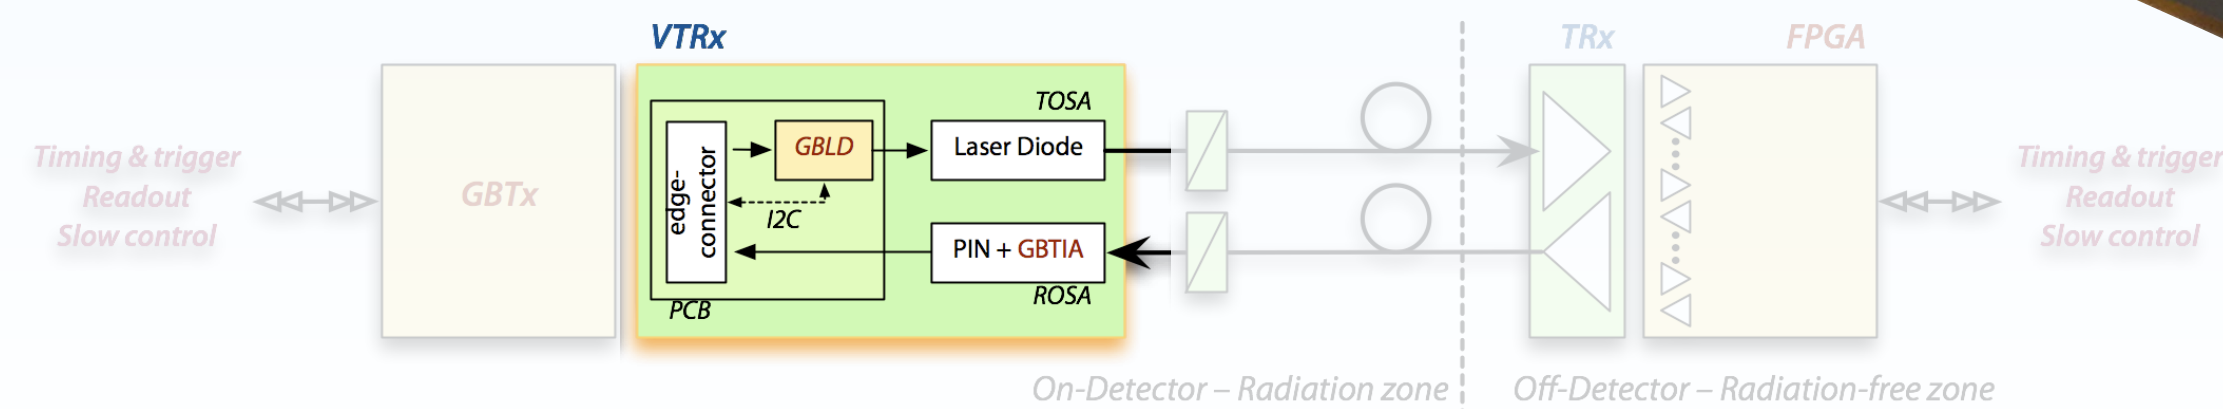 VTRx
TRx
FPGA
TOSA
GBLD
Laser Diode
edge-
connector
Timing & trigger
Readout
Slow control
GBTx
I2C
PIN + GBTIA
ROSA
PCB
Timing & trigger
Readout
Slow control
On-Detector – Radiation zone
Off-Detector – Radiation-free zone